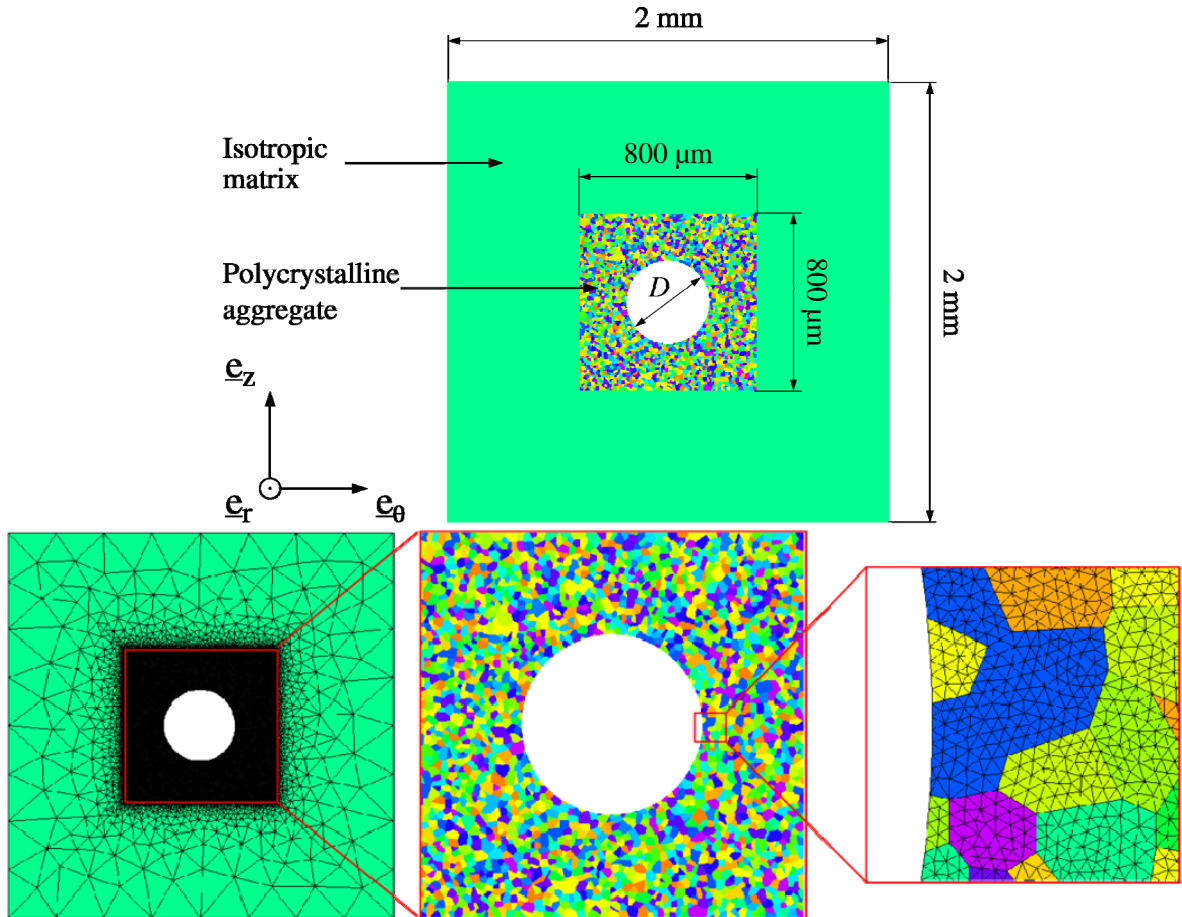 2 mm
Isotropic
matrix
800 µm
Polycrystalline
aggregate
D
800 µm
2 mm
e_z
e_r
e_θ